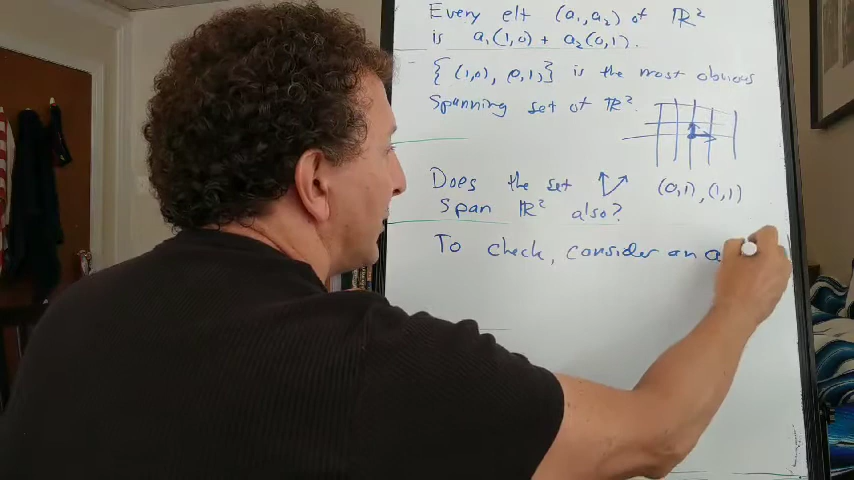 Every elt (a₁,a₂) of ℝ²
is a₁(1,0) + a₂(0,1).
{(1,0), (0,1)} is the most obvious
Spanning set of ℝ².
Does the set (0,1), (1,1)
Span ℝ² also?
To check, consider an a